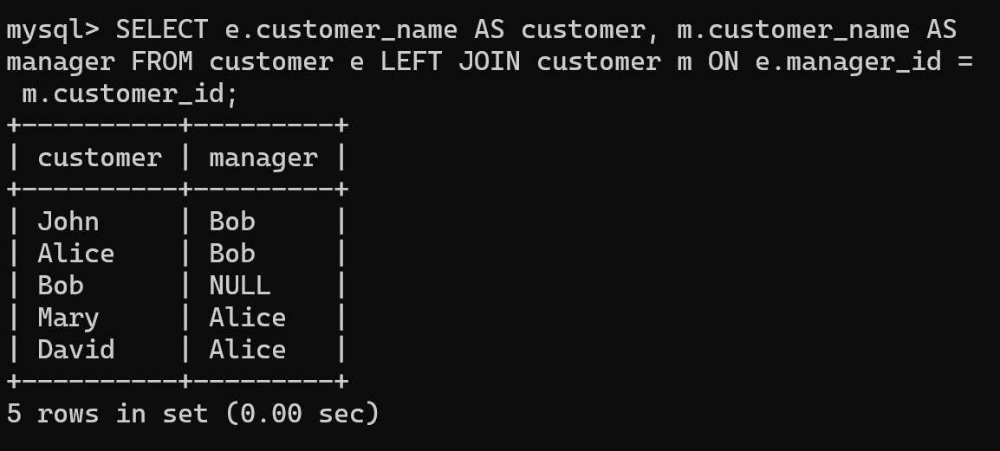 mysql> SELECT e.customer_name AS customer, m.customer_name AS
manager FROM customer e LEFT JOIN customer m ON e.manager_id =
 m.customer_id;
+----------+---------+
| customer | manager |
+----------+---------+
| John     | Bob     |
| Alice    | Bob     |
| Bob      | NULL    |
| Mary     | Alice   |
| David    | Alice   |
+----------+---------+
5 rows in set (0.00 sec)